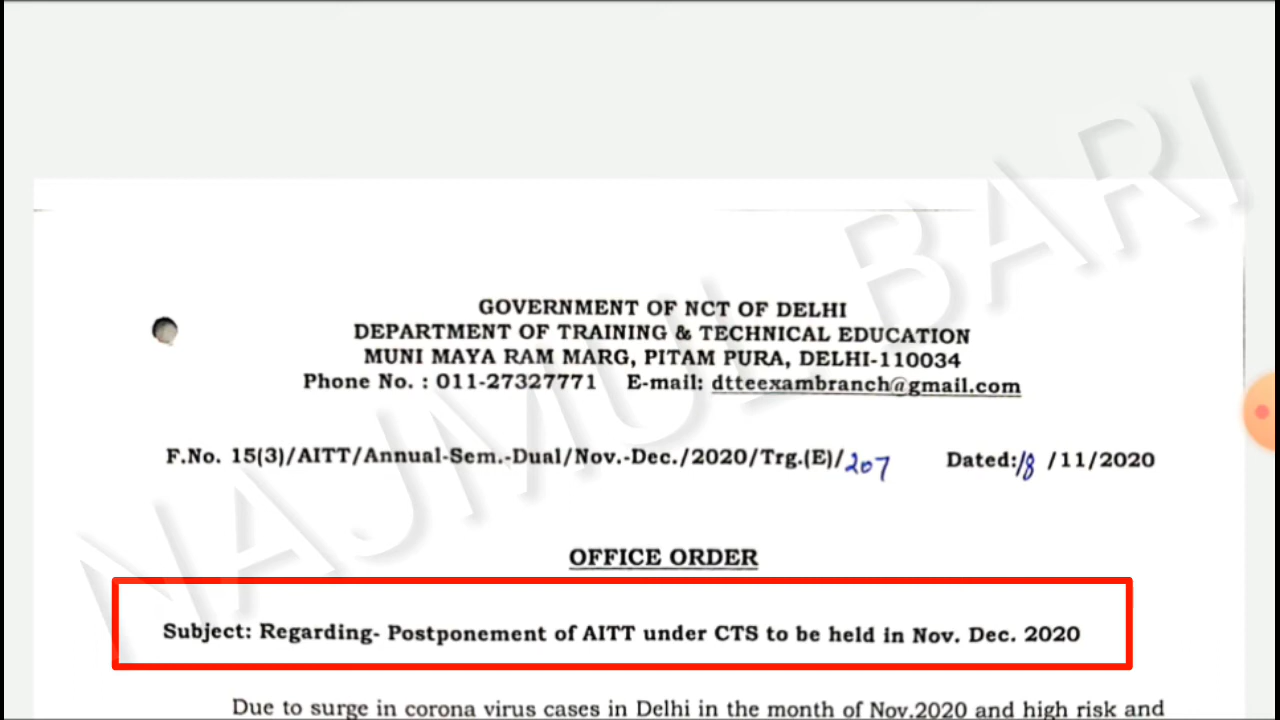 GOVERNMENT OF NCT OF DELHI
DEPARTMENT OF TRAINING & TECHNICAL EDUCATION
MUNI MAYA RAM MARG, PITAM PURA, DELHI-110034
Phone No. : 011-27327771 E-mail: dtteexambranch@gmail.com
F.No. 15(3)/AITT/Annual-Sem.-Dual/Nov.-Dec./2020/Trg.(E)/207 Dated:18 /11/2020
OFFICE ORDER
Subject: Regarding- Postponement of AITT under CTS to be held in Nov. Dec. 2020
Due to surge in corona virus cases in Delhi in the month of Nov.2020 and high risk and
NAJMUL BARI